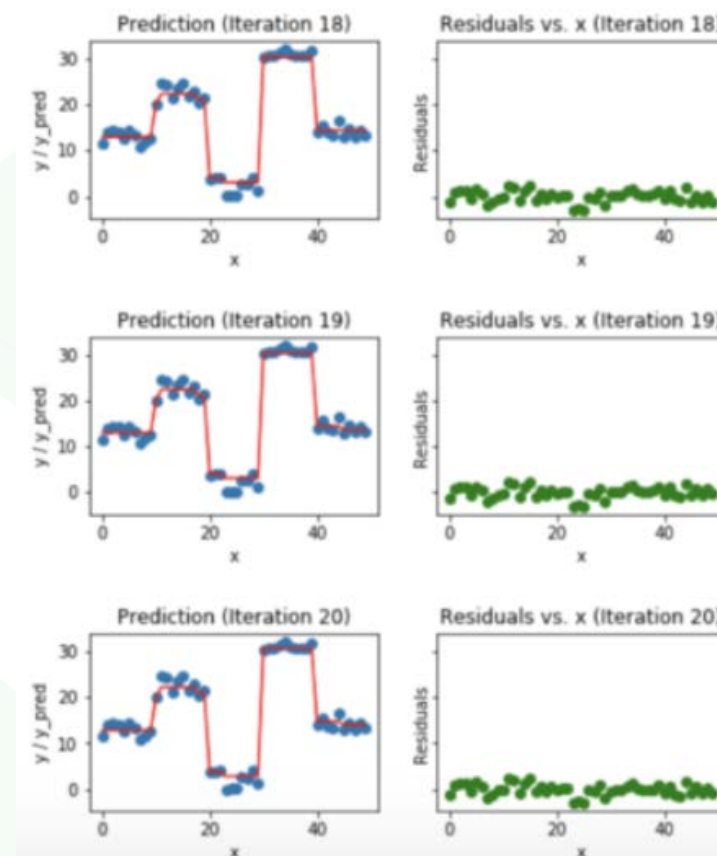 Prediction (Iteration 18)
Residuals vs. x (Iteration 18)
y / y_pred
30
20
10
0
Residuals
0
20
40
x
0
20
40
x
Prediction (Iteration 19)
Residuals vs. x (Iteration 19)
y / y_pred
30
20
10
0
Residuals
0
20
40
x
0
20
40
x
Prediction (Iteration 20)
Residuals vs. x (Iteration 20)
y / y_pred
30
20
10
0
Residuals
0
20
40
x
0
20
40
x